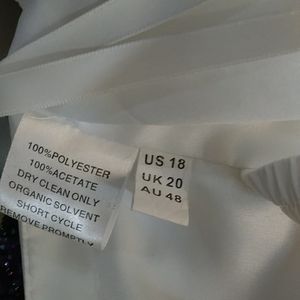 100%POLYESTER
100%ACETATE
DRY CLEAN ONLY
ORGANIC SOLVENT
SHORT CYCLE
REMOVE PROMPTLY
US 18
UK 20
AU 48